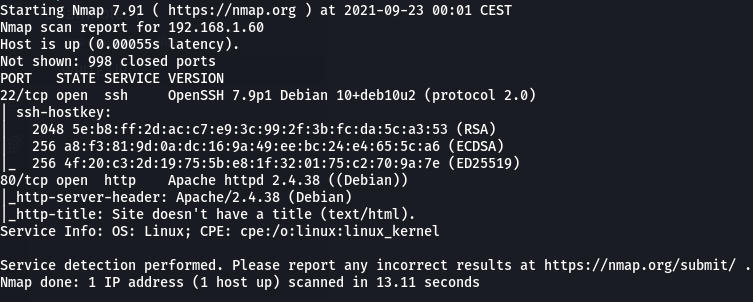 Starting Nmap 7.91 ( https://nmap.org ) at 2021-09-23 00:01 CEST
Nmap scan report for 192.168.1.60
Host is up (0.00055s latency).
Not shown: 998 closed ports
PORT   STATE SERVICE VERSION
22/tcp open  ssh     OpenSSH 7.9p1 Debian 10+deb10u2 (protocol 2.0)
| ssh-hostkey:
|   2048 5e:b8:ff:2d:ac:c7:e9:3c:99:2f:3b:fc:da:5c:a3:53 (RSA)
|   256 a8:f3:81:9d:0a:dc:16:9a:49:ee:bc:24:e4:65:5c:a6 (ECDSA)
|_  256 4f:20:c3:2d:19:75:5b:e8:1f:32:01:75:c2:70:9a:7e (ED25519)
80/tcp open  http    Apache httpd 2.4.38 ((Debian))
|_http-server-header: Apache/2.4.38 (Debian)
|_http-title: Site doesn't have a title (text/html).
Service Info: OS: Linux; CPE: cpe:/o:linux:linux_kernel

Service detection performed. Please report any incorrect results at https://nmap.org/submit/ .
Nmap done: 1 IP address (1 host up) scanned in 13.11 seconds